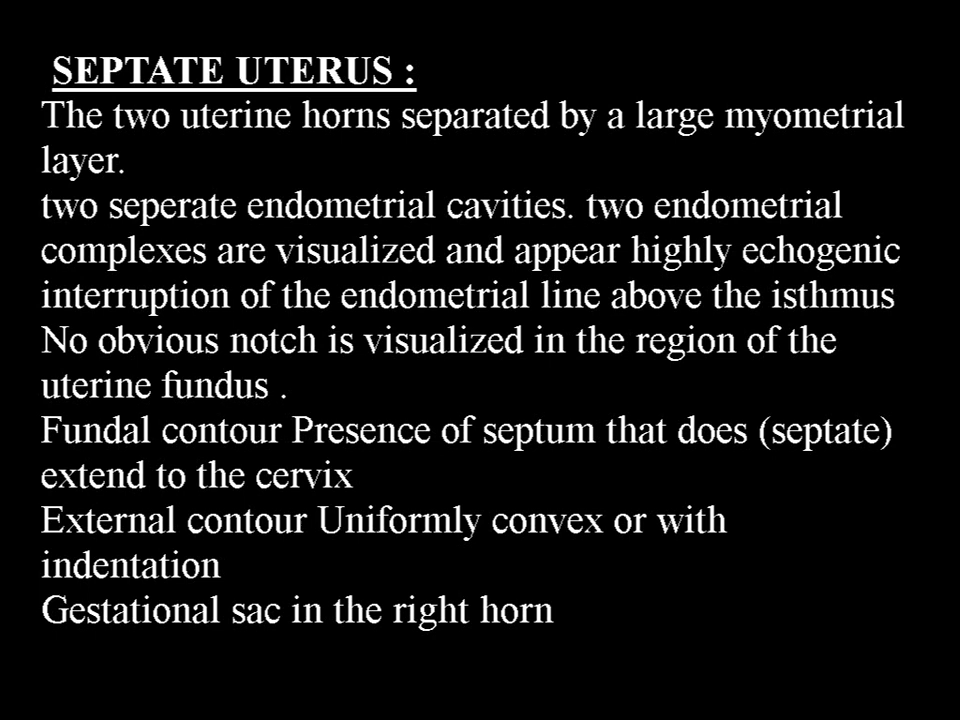 SEPTATE UTERUS :
The two uterine horns separated by a large myometrial
layer.
two seperate endometrial cavities. two endometrial
complexes are visualized and appear highly echogenic
interruption of the endometrial line above the isthmus
No obvious notch is visualized in the region of the
uterine fundus .
Fundal contour Presence of septum that does (septate)
extend to the cervix
External contour Uniformly convex or with
indentation
Gestational sac in the right horn